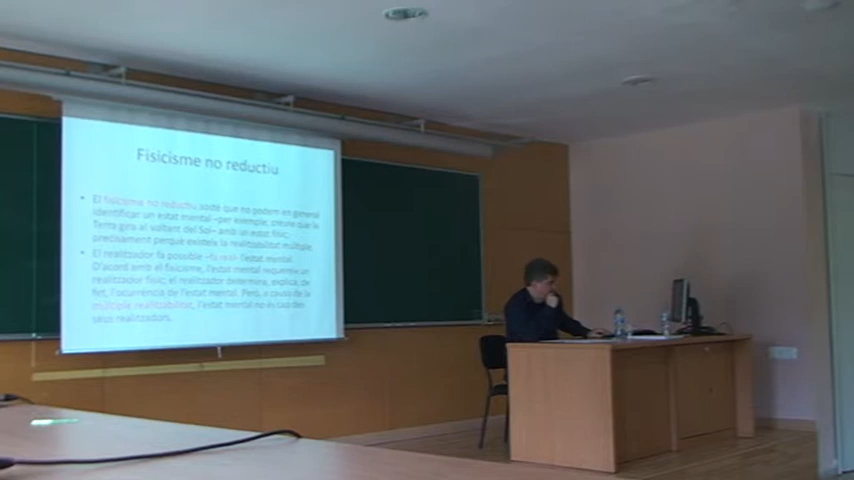 Fisicisme no reductiu
• El fisicisme no reductiu sosté que no podem en general
identificar un estat mental –per exemple, creure que la
Terra gira al voltant del Sol– amb un estat físic,
precisament perquè existeix la realitzabilitat múltiple.
• El realitzador fa possible –fa real– l'estat mental.
D'acord amb el fisicisme, l'estat mental requereix un
realitzador físic; el realitzador determina, explica, de
fet, l'ocurrència de l'estat mental. Però, a causa de la
múltiple realitzabilitat, l'estat mental no és cap dels
seus realitzadors.